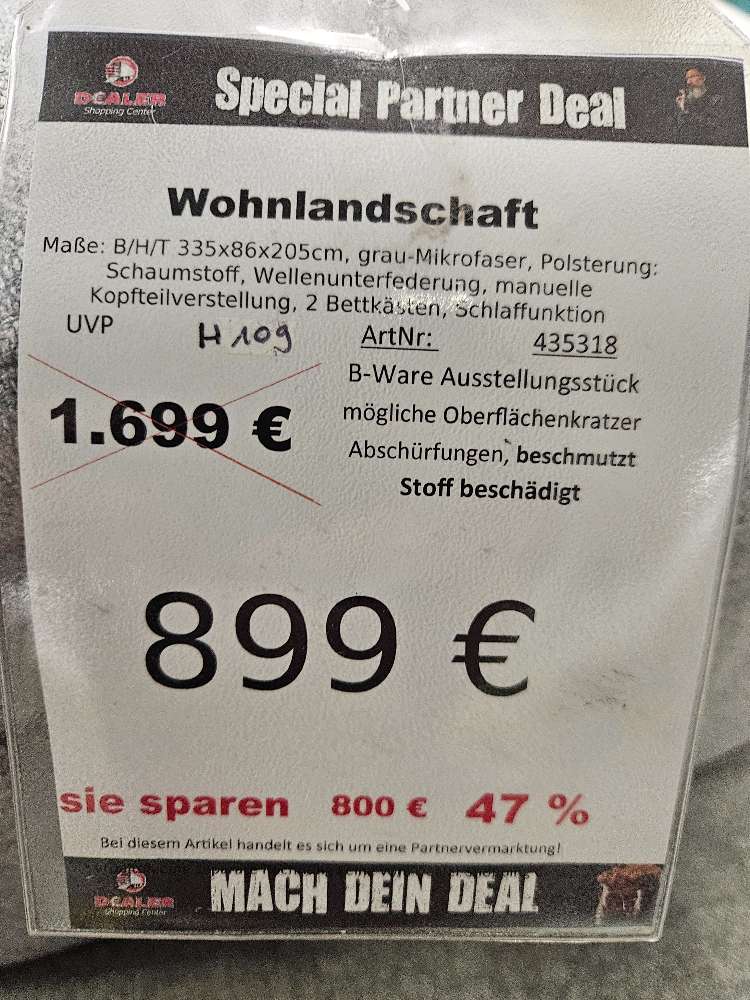 DEALER
Shopping Center
Special Partner Deal
Wohnlandschaft
Maße: B/H/T 335x86x205cm, grau-Mikrofaser, Polsterung:
Schaumstoff, Wellenunterfederung, manuelle
Kopfteilverstellung, 2 Bettkästen, Schlaffunktion
UVP H 109 ArtNr: 435318
B-Ware Ausstellungsstück
1.699 € mögliche Oberflächenkratzer
Abschürfungen, beschmutzt
Stoff beschädigt
899 €
sie sparen 800 € 47 %
Bei diesem Artikel handelt es sich um eine Partnervermarktung!
DEALER
Shopping Center
MACH DEIN DEAL